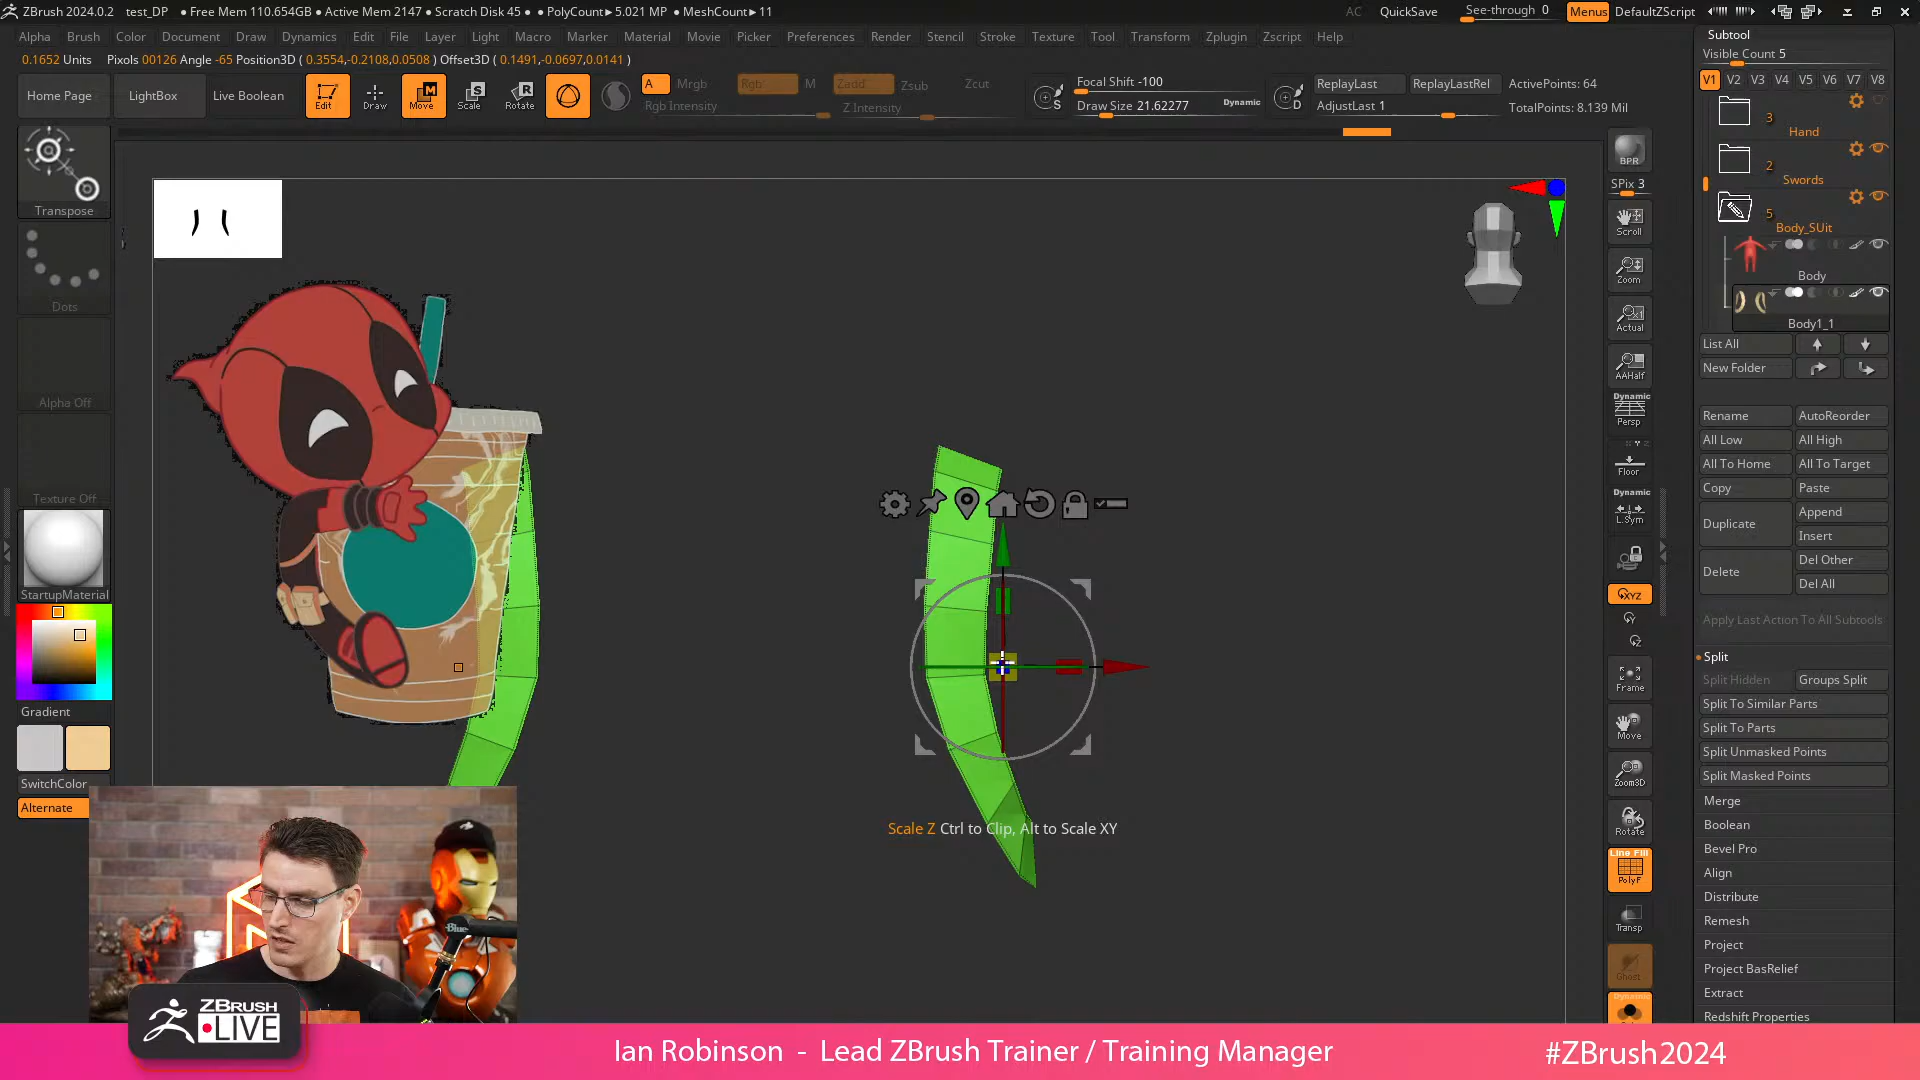 ZBrush 2024.0.2 test_DP ● Free Mem 110.654GB ● Active Mem 2147 ● Scratch Disk 45 ● ● PolyCount► 5.021 MP ● MeshCount► 11 AC QuickSave See-through 0 Menus DefaultZScript
Alpha Brush Color Document Draw Dynamics Edit File Layer Light Macro Marker Material Movie Picker Preferences Render Stencil Stroke Texture Tool Transform Zplugin Zscript Help
0.1652 Units Pixols 00126 Angle -65 Position3D ( 0.3554,-0.2108,0.0508 ) Offset3D ( 0.1491,-0.0697,0.0141 )
Home Page LightBox Live Boolean Edit Draw Move Scale Rotate
A Mrgb Rgb M Zadd Zsub Zcut
Rgb Intensity Z Intensity
Focal Shift -100
Draw Size 21.62277 Dynamic
ReplayLast ReplayLastRel ActivePoints: 64
AdjustLast 1 TotalPoints: 8.139 Mil
Transpose
Dots
Alpha Off
Texture Off
StartupMaterial
Gradient
SwitchColor
Alternate
Scale Z Ctrl to Clip, Alt to Scale XY
BPR
SPix 3
Scroll
Zoom
Actual
AAHalf
Dynamic
Persp
Floor
Dynamic
L.Sym
XYZ
Frame
Move
Zoom3D
Rotate
Line Fill
PolyF
Transp
Ghost
Dynamic
Subtool
Visible Count 5
V1 V2 V3 V4 V5 V6 V7 V8
3
Hand
2
Swords
5
Body_SUit
Body
Body1_1
List All
New Folder
Rename AutoReorder
All Low All High
All To Home All To Target
Copy Paste
Duplicate Append
Insert
Delete Del Other
Del All
Apply Last Action To All Subtools
Split
Split Hidden Groups Split
Split To Similar Parts
Split To Parts
Split Unmasked Points
Split Masked Points
Merge
Boolean
Bevel Pro
Align
Distribute
Remesh
Project
Project BasRelief
Extract
Redshift Properties
Blue
ZBRUSH
LIVE
Ian Robinson - Lead ZBrush Trainer / Training Manager
#ZBrush2024